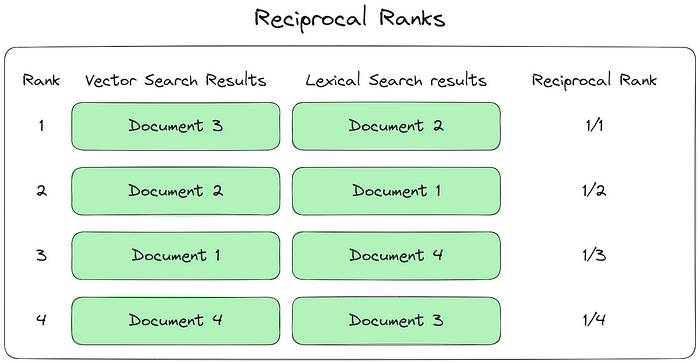 Reciprocal Ranks
Rank Vector Search Results Lexical Search results Reciprocal Rank
1 Document 3 Document 2 1/1
2 Document 2 Document 1 1/2
3 Document 1 Document 4 1/3
4 Document 4 Document 3 1/4